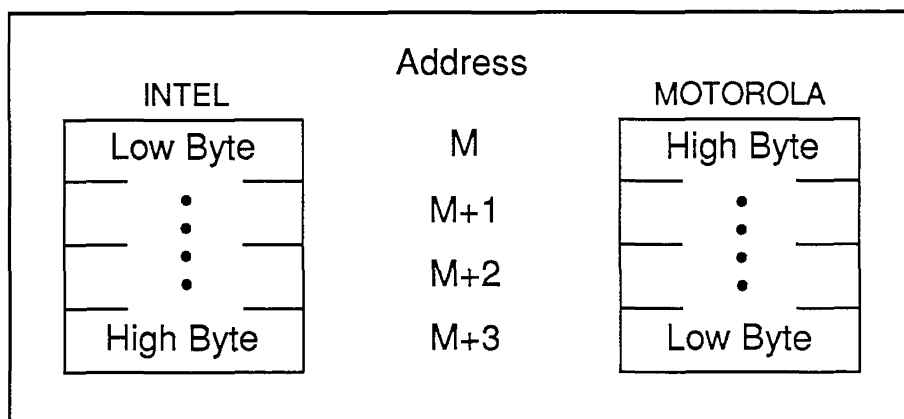 Address
INTEL MOTOROLA
Low Byte M High Byte
M+1
M+2
High Byte M+3 Low Byte